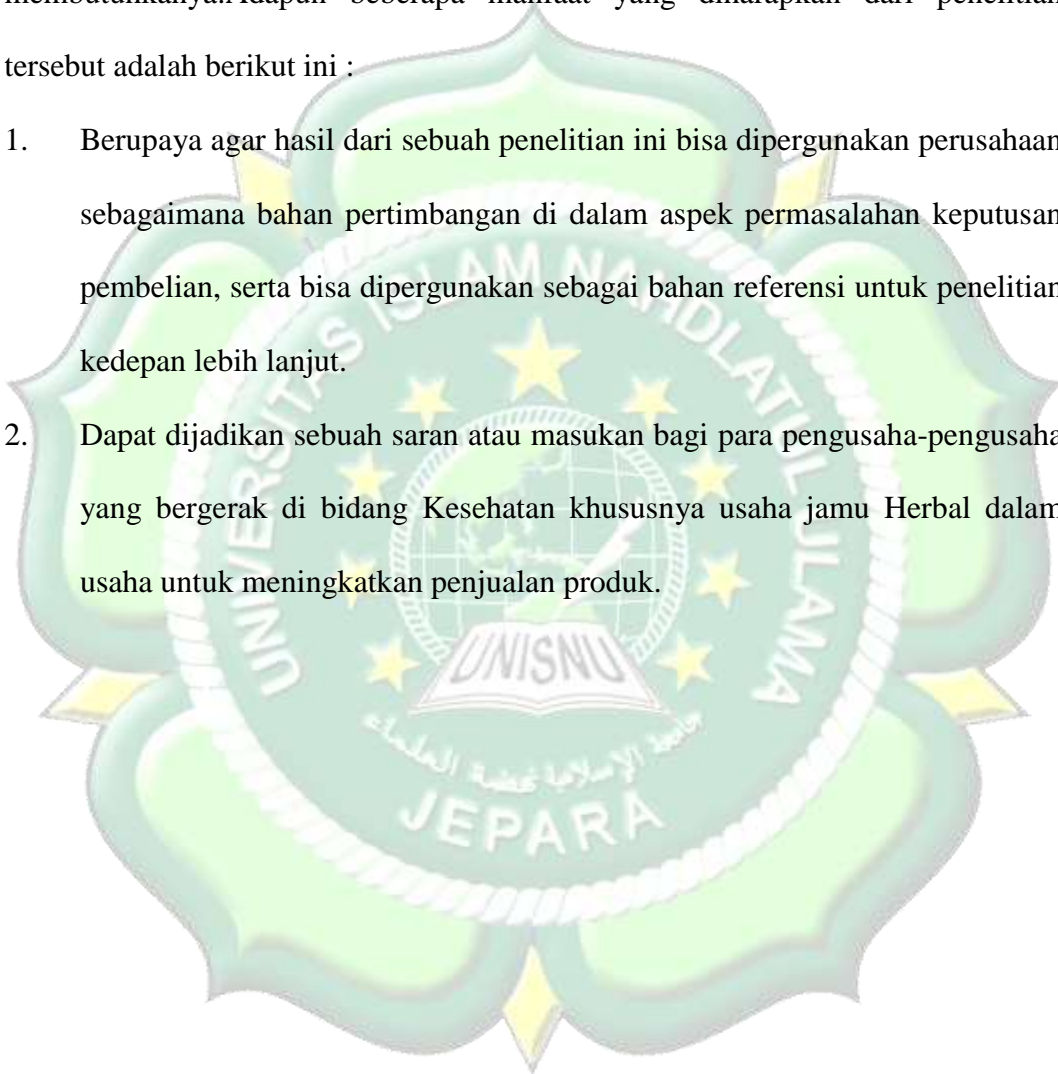 membutuhkanya.Adapun beberapa manfaat yang diharapkan dari penelitian
tersebut adalah berikut ini :
1. Berupaya agar hasil dari sebuah penelitian ini bisa dipergunakan perusahaan
sebagaimana bahan pertimbangan di dalam aspek permasalahan keputusan
pembelian, serta bisa dipergunakan sebagai bahan referensi untuk penelitian
kedepan lebih lanjut.
2. Dapat dijadikan sebuah saran atau masukan bagi para pengusaha-pengusaha
yang bergerak di bidang Kesehatan khususnya usaha jamu Herbal dalam
usaha untuk meningkatkan penjualan produk.
UNIVERSITAS ISLAM NAHDLATUL ULAMA
UNISNU
JEPARA